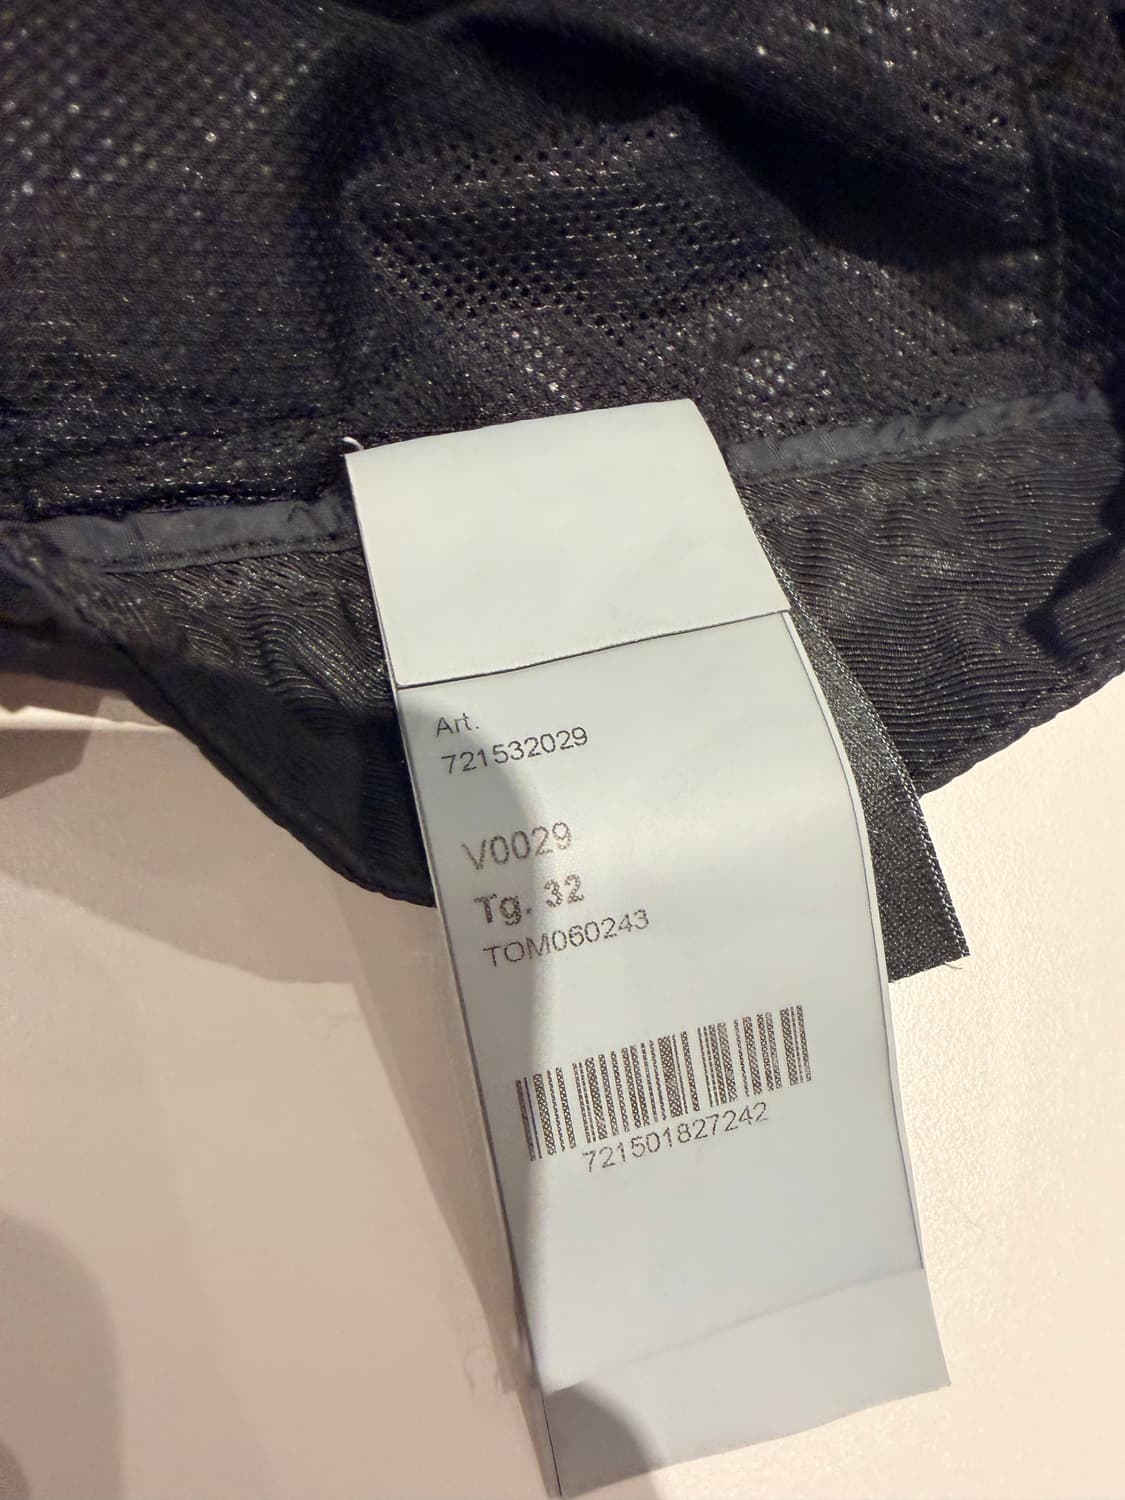 Art.
721532029
V0029
Tg. 32
TOM060243
721501827242